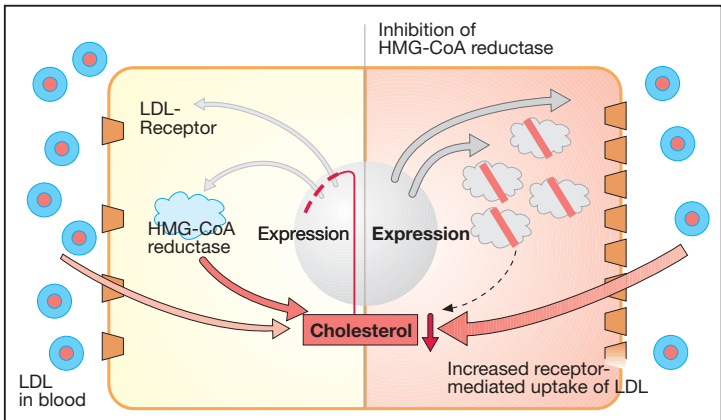 Inhibition of
HMG-CoA reductase
LDL-
Receptor
HMG-CoA
reductase
Expression
Expression
Cholesterol
LDL
in blood
Increased receptor-
mediated uptake of LDL